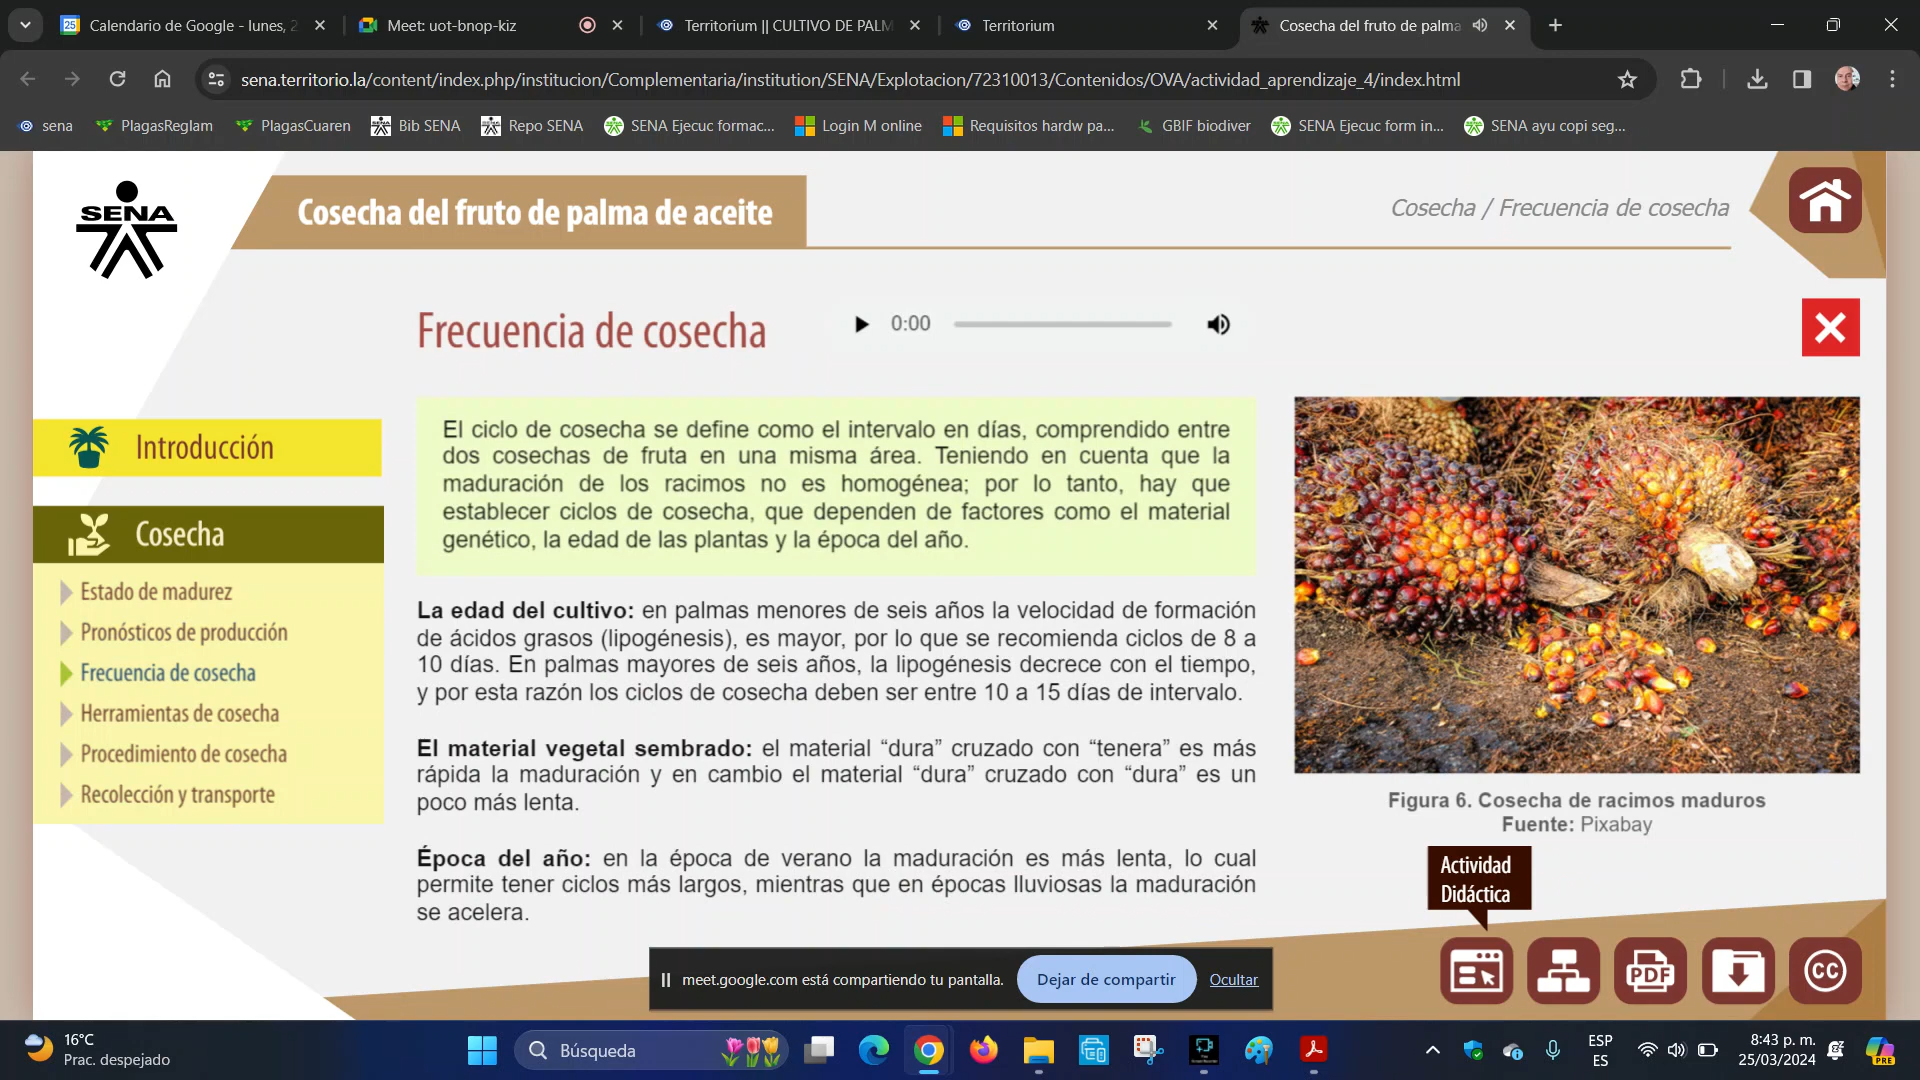 Calendario de Google - lunes, 2
Meet: uot-bnop-kiz
Territorium || CULTIVO DE PALM
Territorium
Cosecha del fruto de palma
sena.territorio.la/content/index.php/institucion/Complementaria/institution/SENA/Explotacion/72310013/Contenidos/OVA/actividad_aprendizaje_4/index.html
sena
PlagasReglam
PlagasCuaren
Bib SENA
Repo SENA
SENA Ejecuc formac...
Login M online
Requisitos hardw pa...
GBIF biodiver
SENA Ejecuc form in...
SENA ayu copi seg...
SENA
Cosecha del fruto de palma de aceite
Cosecha / Frecuencia de cosecha
Frecuencia de cosecha
0:00
Introducción
Cosecha
Estado de madurez
Pronósticos de producción
Frecuencia de cosecha
Herramientas de cosecha
Procedimiento de cosecha
Recolección y transporte
El ciclo de cosecha se define como el intervalo en días, comprendido entre
dos cosechas de fruta en una misma área. Teniendo en cuenta que la
maduración de los racimos no es homogénea; por lo tanto, hay que
establecer ciclos de cosecha, que dependen de factores como el material
genético, la edad de las plantas y la época del año.
La edad del cultivo: en palmas menores de seis años la velocidad de formación
de ácidos grasos (lipogénesis), es mayor, por lo que se recomienda ciclos de 8 a
10 días. En palmas mayores de seis años, la lipogénesis decrece con el tiempo,
y por esta razón los ciclos de cosecha deben ser entre 10 a 15 días de intervalo.
El material vegetal sembrado: el material “dura” cruzado con “tenera” es más
rápida la maduración y en cambio el material “dura” cruzado con “dura” es un
poco más lenta.
Época del año: en la época de verano la maduración es más lenta, lo cual
permite tener ciclos más largos, mientras que en épocas lluviosas la maduración
se acelera.
Figura 6. Cosecha de racimos maduros
Fuente: Pixabay
Actividad
Didáctica
PDF
CC
meet.google.com está compartiendo tu pantalla.
Dejar de compartir
Ocultar
16°C
Prac. despejado
Búsqueda
ESP
ES
8:43 p. m.
25/03/2024
PRE